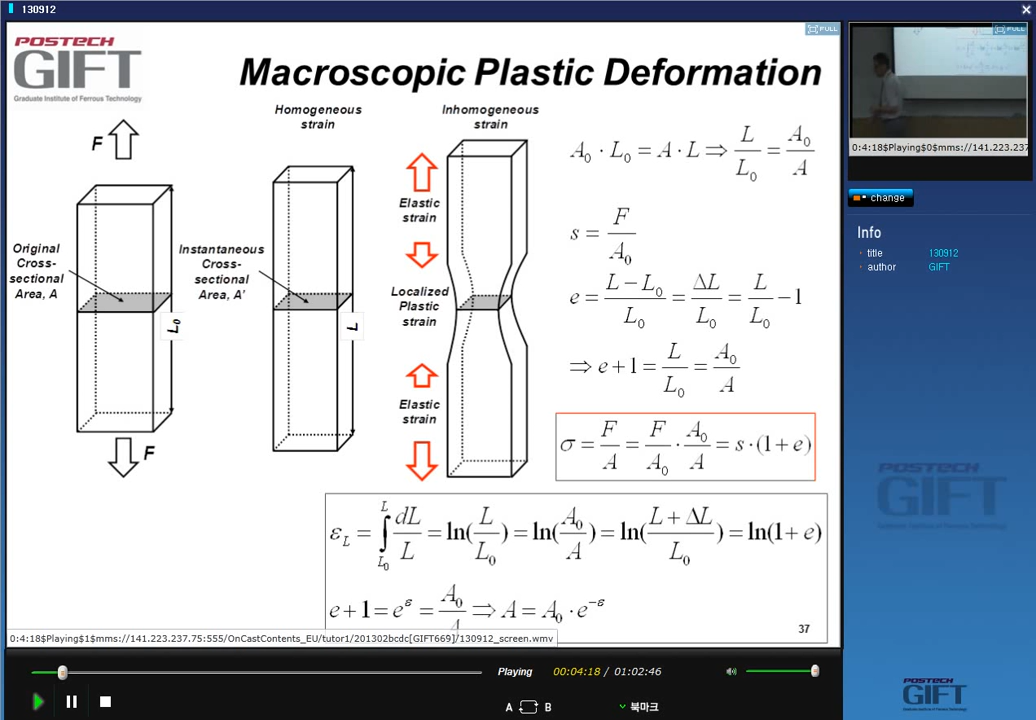 130912
POSTECH
GIFT
Graduate Institute of Ferrous Technology
Macroscopic Plastic Deformation
FULL
Homogeneous
strain
Inhomogeneous
strain
F
Original
Cross-
sectional
Area, A
L₀
F
Instantaneous
Cross-
sectional
Area, A'
L
Elastic
strain
Localized
Plastic
strain
Elastic
strain
A₀ · L₀ = A · L ⇒ L/L₀ = A₀/A
s = F/A₀
e = (L − L₀)/L₀ = ΔL/L₀ = L/L₀ − 1
⇒ e + 1 = L/L₀ = A₀/A
σ = F/A = F/A₀ · A₀/A = s · (1 + e)
ε_L = ∫_{L₀}^{L} dL/L = ln(L/L₀) = ln(A₀/A) = ln((L + ΔL)/L₀) = ln(1 + e)
e + 1 = e^ε = A₀/A ⇒ A = A₀ · e^{−ε}
37
0:4:18$Playing$1$mms://141.223.237.75:555/OnCastContents_EU/tutor1/201302bcdc[GIFT669]/130912_screen.wmv
Playing 00:04:18 / 01:02:46
A B 북마크
FULL
0:4:18$Playing$0$mms://141.223.237
change
Info
title 130912
author GIFT
POSTECH
GIFT
POSTECH
GIFT